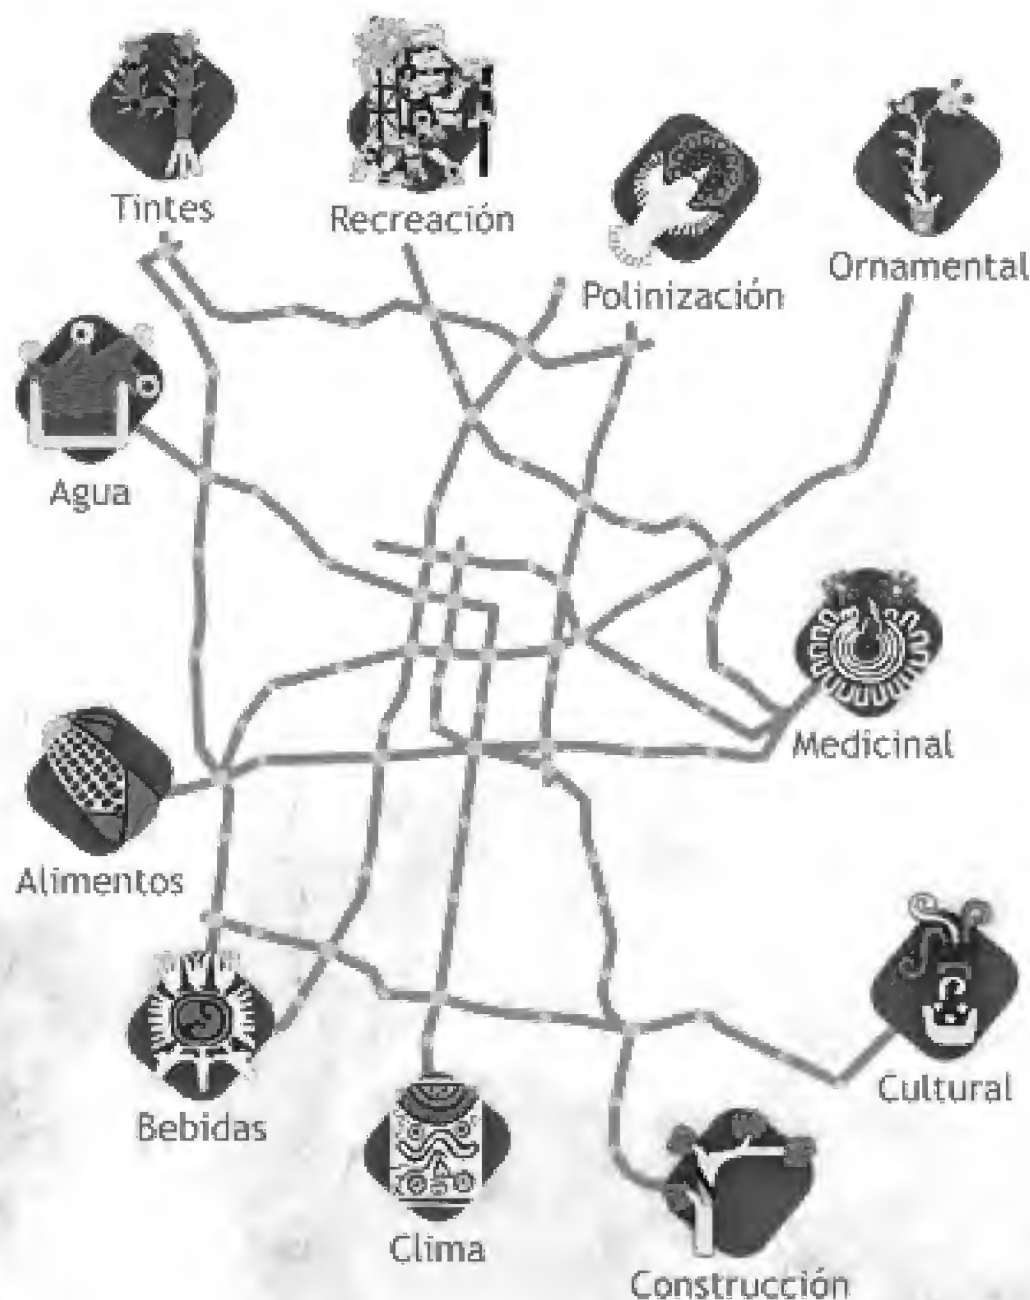 Tintes
Recreación
Polinización
Ornamental
Agua
Medicinal
Alimentos
Cultural
Bebidas
Clima
Construcción